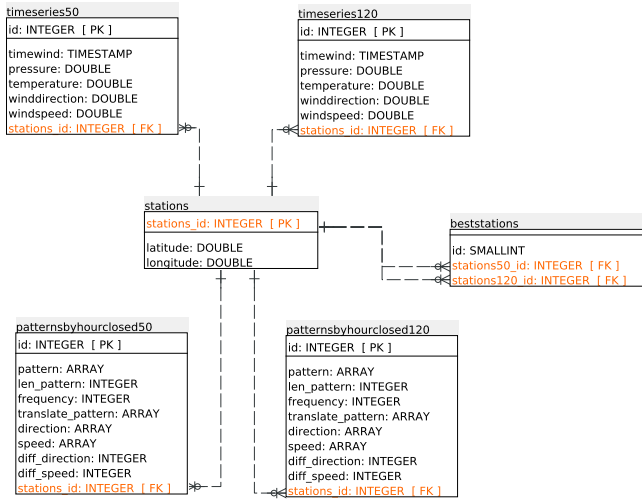 timeseries50
id: INTEGER [ PK ]
timewind: TIMESTAMP
pressure: DOUBLE
temperature: DOUBLE
winddirection: DOUBLE
windspeed: DOUBLE
stations_id: INTEGER [ FK ]
timeseries120
id: INTEGER [ PK ]
timewind: TIMESTAMP
pressure: DOUBLE
temperature: DOUBLE
winddirection: DOUBLE
windspeed: DOUBLE
stations_id: INTEGER [ FK ]
stations
stations_id: INTEGER [ PK ]
latitude: DOUBLE
longitude: DOUBLE
beststations
id: SMALLINT
stations50_id: INTEGER [ FK ]
stations120_id: INTEGER [ FK ]
patternsbyhourclosed50
id: INTEGER [ PK ]
pattern: ARRAY
len_pattern: INTEGER
frequency: INTEGER
translate_pattern: ARRAY
direction: ARRAY
speed: ARRAY
diff_direction: INTEGER
diff_speed: INTEGER
stations_id: INTEGER [ FK ]
patternsbyhourclosed120
id: INTEGER [ PK ]
pattern: ARRAY
len_pattern: INTEGER
frequency: INTEGER
translate_pattern: ARRAY
direction: ARRAY
speed: ARRAY
diff_direction: INTEGER
diff_speed: INTEGER
stations_id: INTEGER [ FK ]